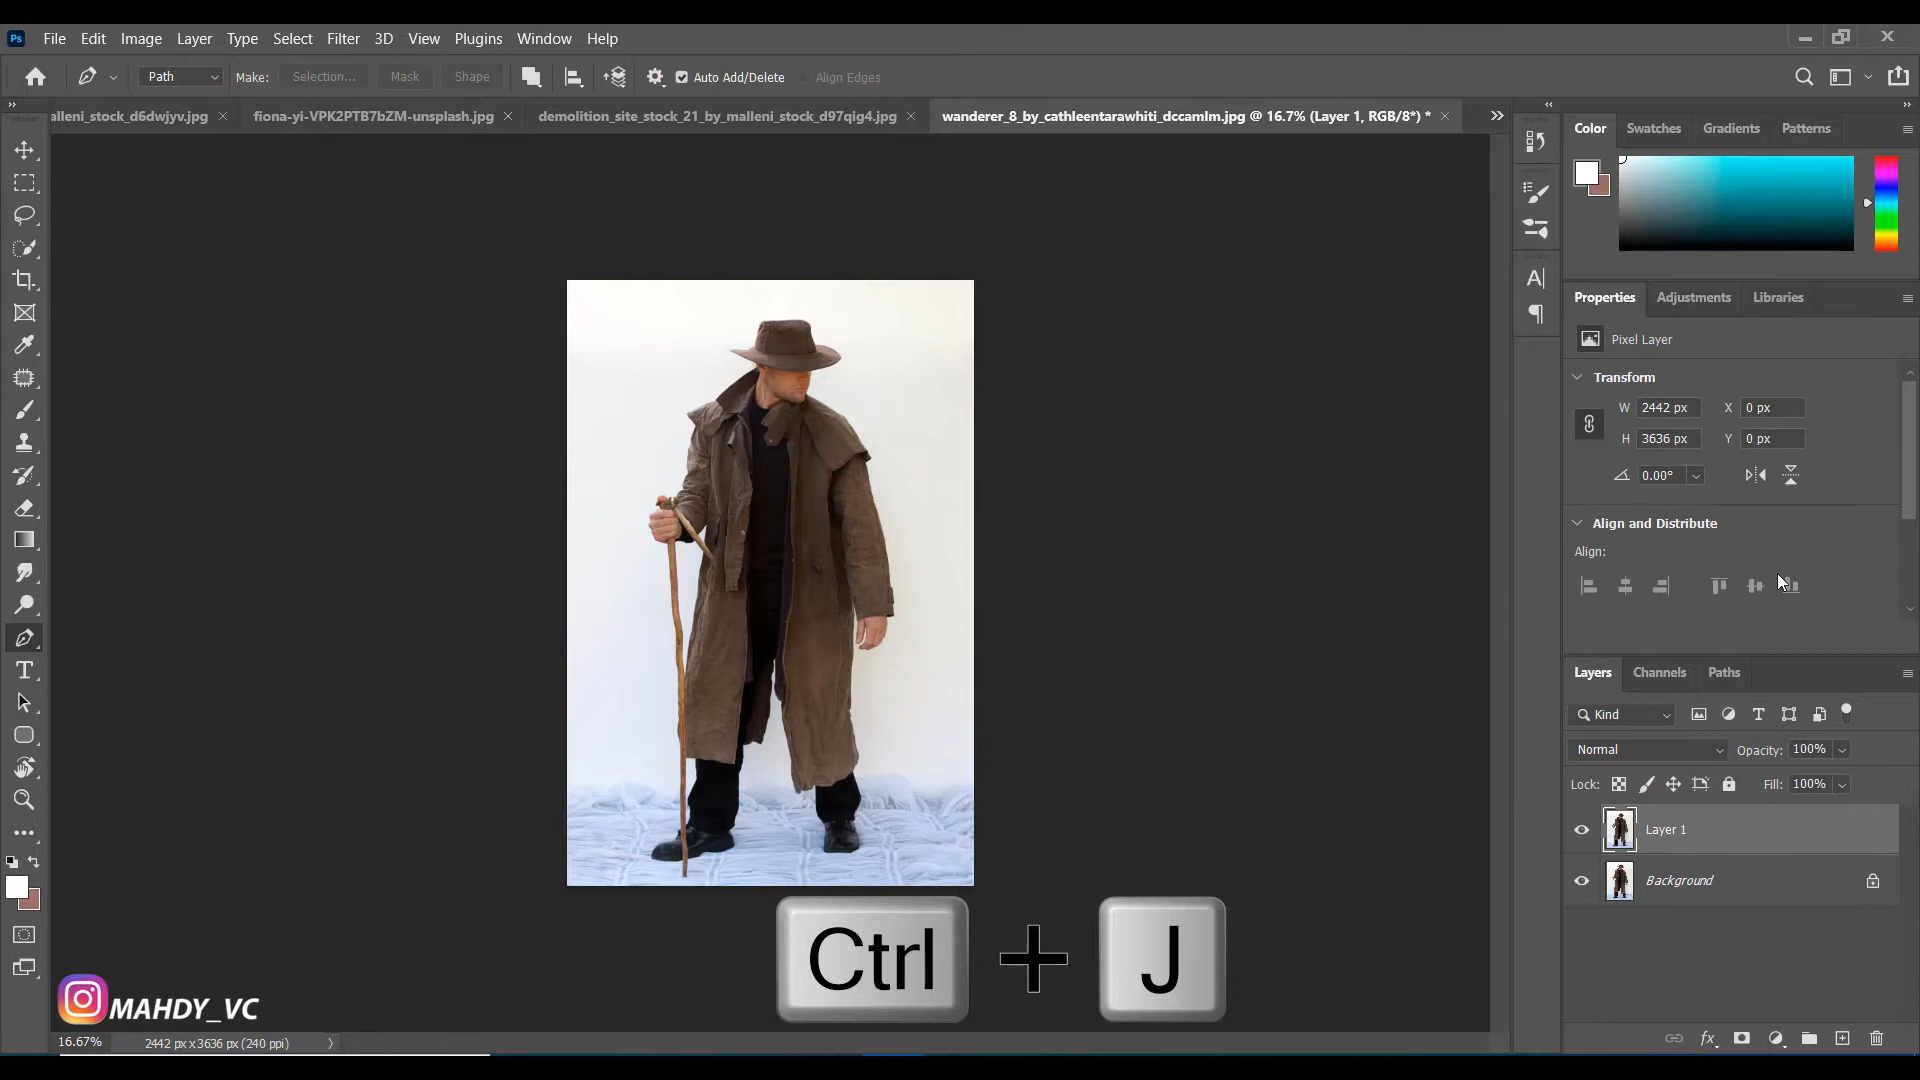 Ps File Edit Image Layer Type Select Filter 3D View Plugins Window Help
Path Make: Selection... Mask Shape Auto Add/Delete Align Edges
alleni_stock_d6dwjyv.jpg fiona-yi-VPK2PTB7bZM-unsplash.jpg demolition_site_stock_21_by_malleni_stock_d97qig4.jpg wanderer_8_by_cathleentarawhiti_dccamlm.jpg @ 16.7% (Layer 1, RGB/8*) *
Color Swatches Gradients Patterns
Properties Adjustments Libraries
Pixel Layer
Transform
W 2442 px X 0 px
H 3636 px Y 0 px
0.00°
Align and Distribute
Align:
Layers Channels Paths
Kind
Normal Opacity: 100%
Lock: Fill: 100%
Layer 1
Background
Ctrl + J
MAHDY_VC
16.67% 2442 px x 3636 px (240 ppi)